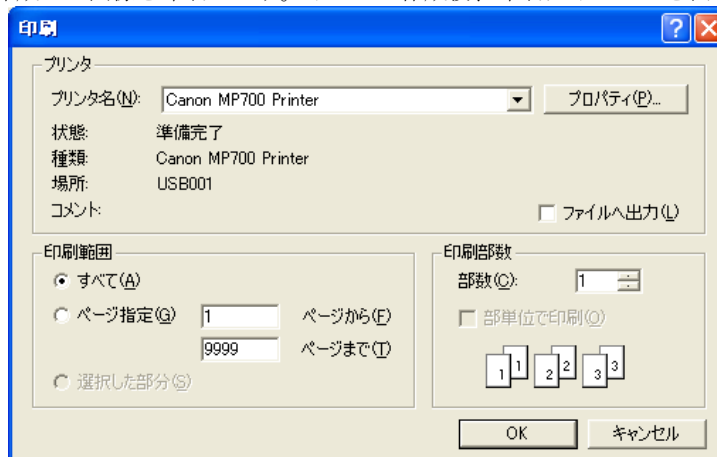 印刷
プリンタ
プリンタ名(N): Canon MP700 Printer プロパティ(P)...
状態: 準備完了
種類: Canon MP700 Printer
場所: USB001
コメント: ファイルへ出力(L)
印刷範囲
すべて(A)
ページ指定(G) 1 ページから(F)
9999 ページまで(T)
選択した部分(S)
印刷部数
部数(C): 1
部単位で印刷(O)
1 1 2 2 3 3
OK キャンセル